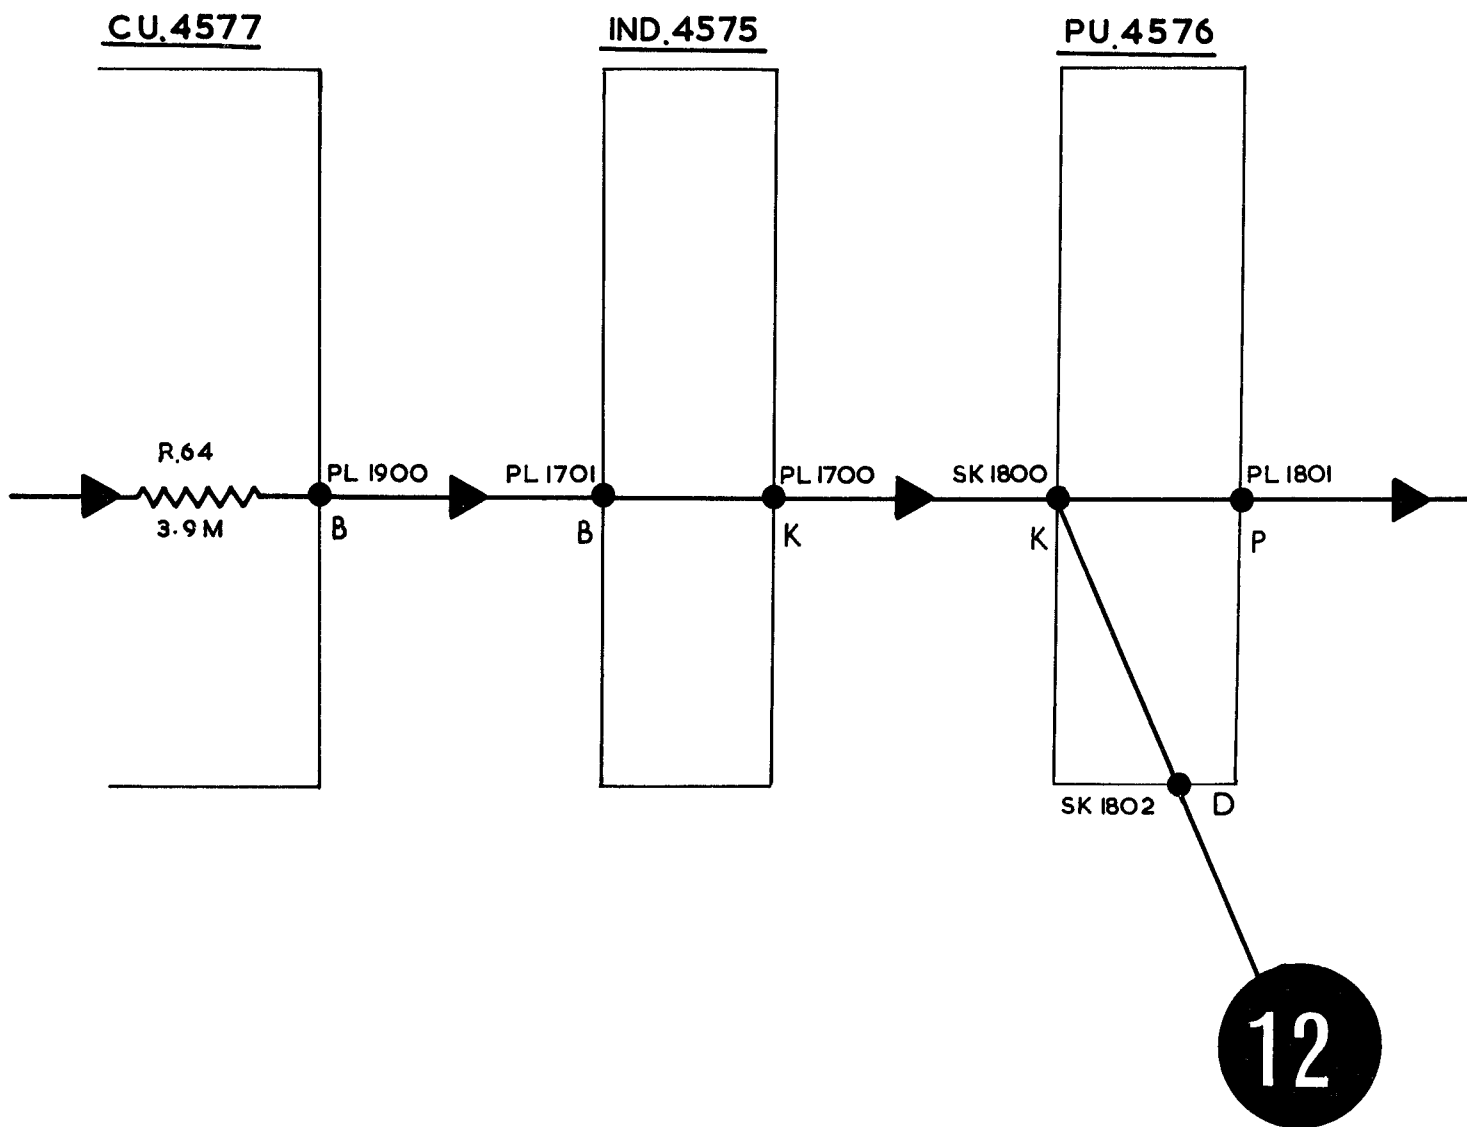 CU.4577 IND.4575 PU.4576
R.64
PL 1900 PL 1701 PL 1700 SK 1800 PL 1801
3.9 M B B K K P
SK 1802 D
12